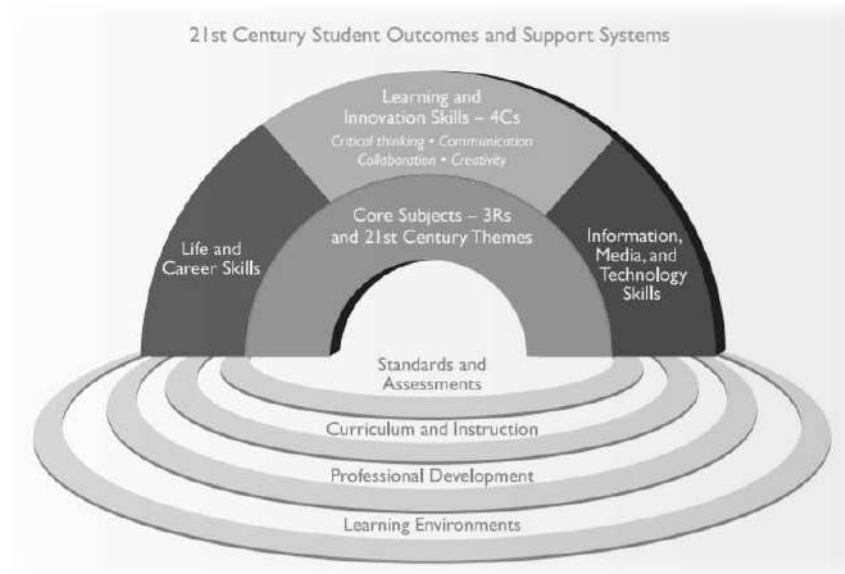 21st Century Student Outcomes and Support Systems
Learning and
Innovation Skills – 4Cs
Critical thinking • Communication
Collaboration • Creativity
Core Subjects – 3Rs
and 21st Century Themes
Life and
Career Skills
Information,
Media, and
Technology
Skills
Standards and
Assessments
Curriculum and Instruction
Professional Development
Learning Environments